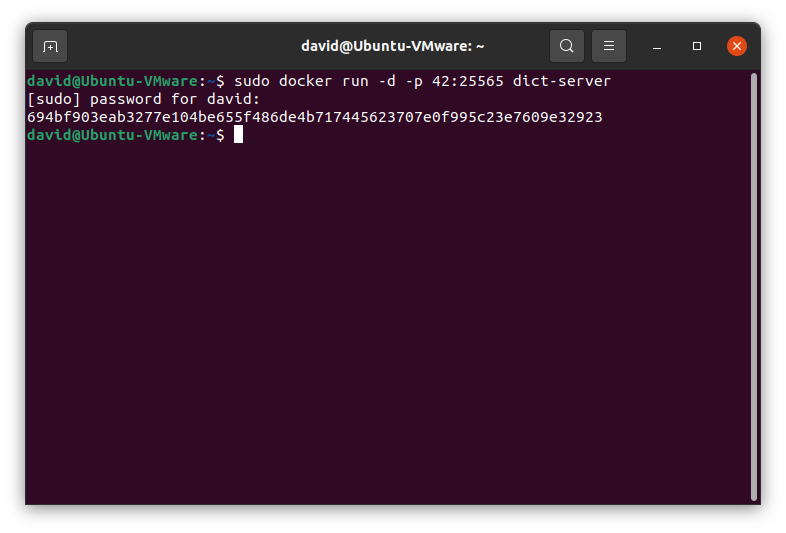 david@Ubuntu-VMware: ~
david@Ubuntu-VMware:~$ sudo docker run -d -p 42:25565 dict-server
[sudo] password for david:
694bf903eab3277e104be655f486de4b717445623707e0f995c23e7609e32923
david@Ubuntu-VMware:~$